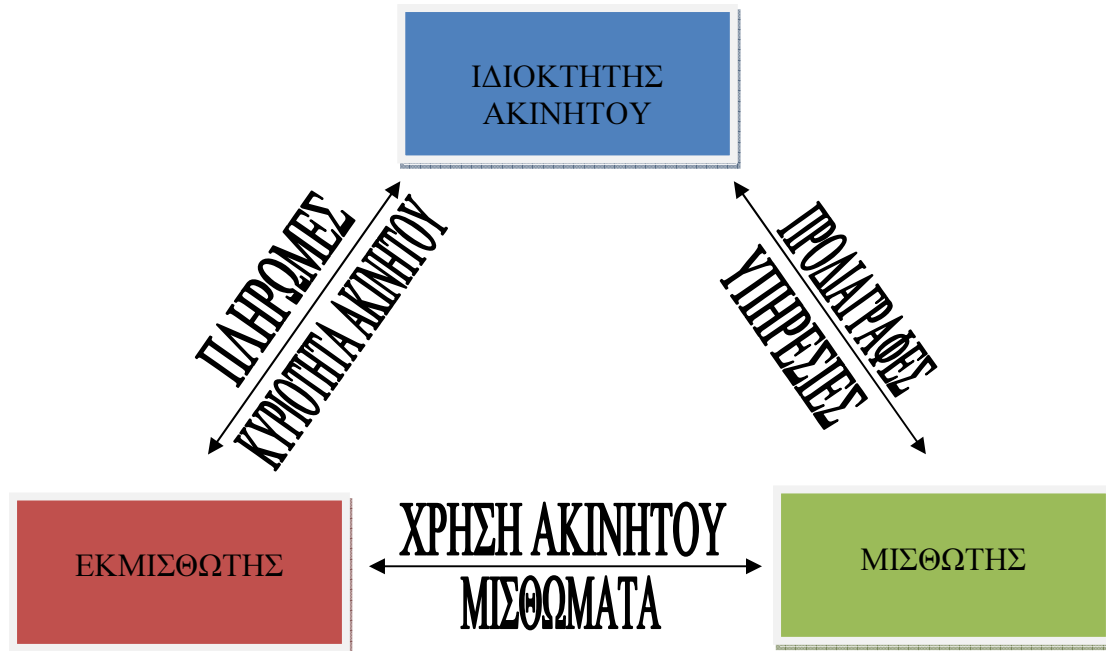 ΙΔΙΟΚΤΗΤΗΣ
ΑΚΙΝΗΤΟΥ
ΠΛΗΡΩΜΕΣ
ΚΥΡΙΟΤΗΤΑ ΑΚΙΝΗΤΟΥ
ΠΡΟΔΙΑΓΡΑΦΕΣ
ΥΠΗΡΕΣΙΕΣ
ΕΚΜΙΣΘΩΤΗΣ
ΧΡΗΣΗ ΑΚΙΝΗΤΟΥ
ΜΙΣΘΩΜΑΤΑ
ΜΙΣΘΩΤΗΣ